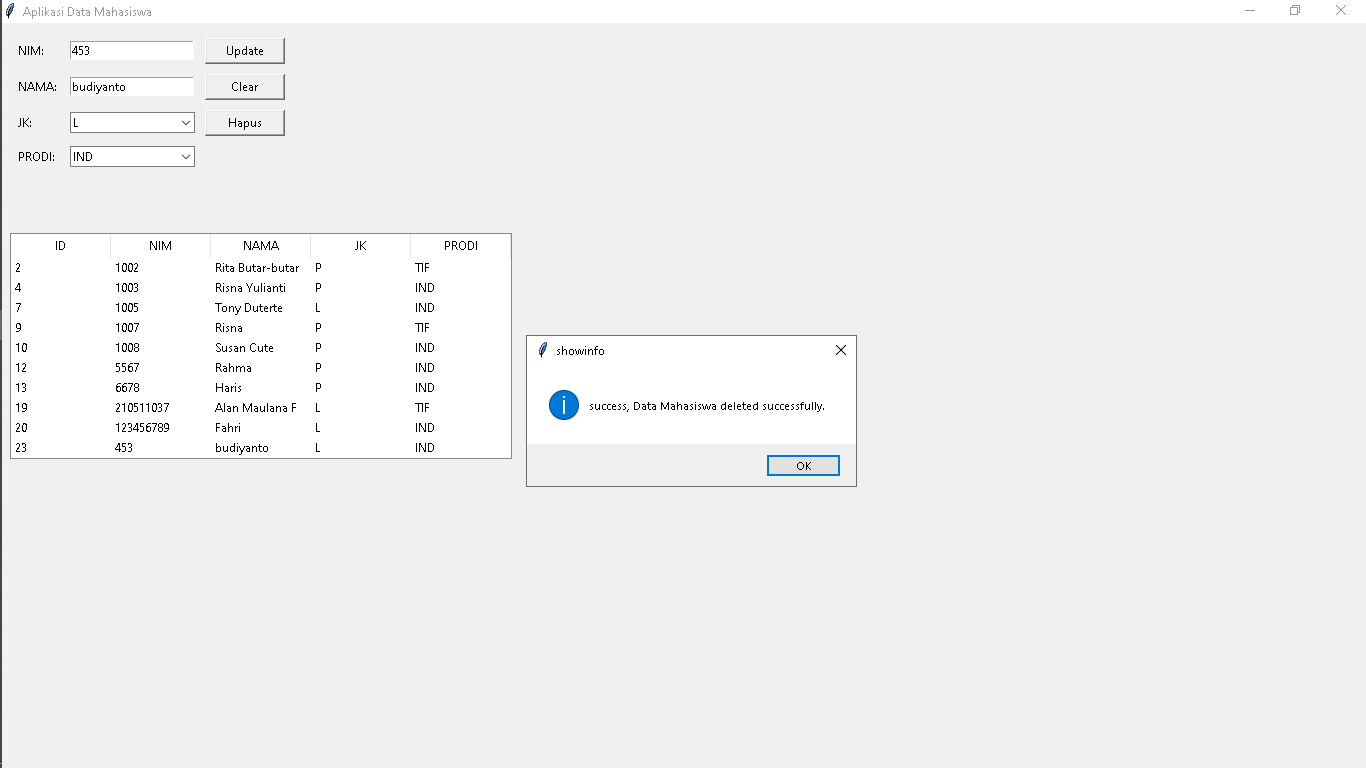 Aplikasi Data Mahasiswa
NIM: 453 Update
NAMA: budiyanto Clear
JK: L Hapus
PRODI: IND
ID NIM NAMA JK PRODI
2 1002 Rita Butar-butar P TIF
4 1003 Risna Yulianti P IND
7 1005 Tony Duterte L IND
9 1007 Risna P TIF
10 1008 Susan Cute P IND
12 5567 Rahma P IND
13 6678 Haris P IND
19 210511037 Alan Maulana F L TIF
20 123456789 Fahri L IND
23 453 budiyanto L IND
showinfo
success, Data Mahasiswa deleted successfully.
OK